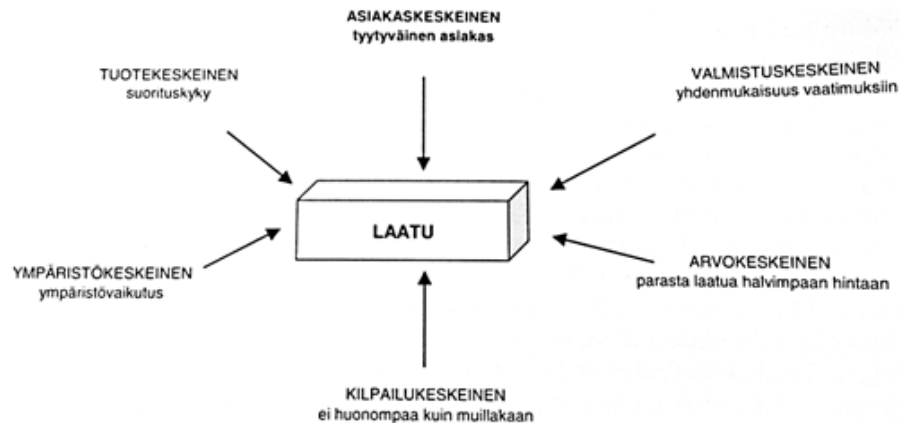 ASIAKASKESKEINEN
tyytyväinen asiakas
TUOTEKESKEINEN
suorituskyky
VALMISTUSKESKEINEN
yhdenmukaisuus vaatimuksiin
LAATU
YMPÄRISTÖKESKEINEN
ympäristövaikutus
ARVOKESKEINEN
parasta laatua halvimpaan hintaan
KILPAILUKESKEINEN
ei huonompaa kuin muillakaan